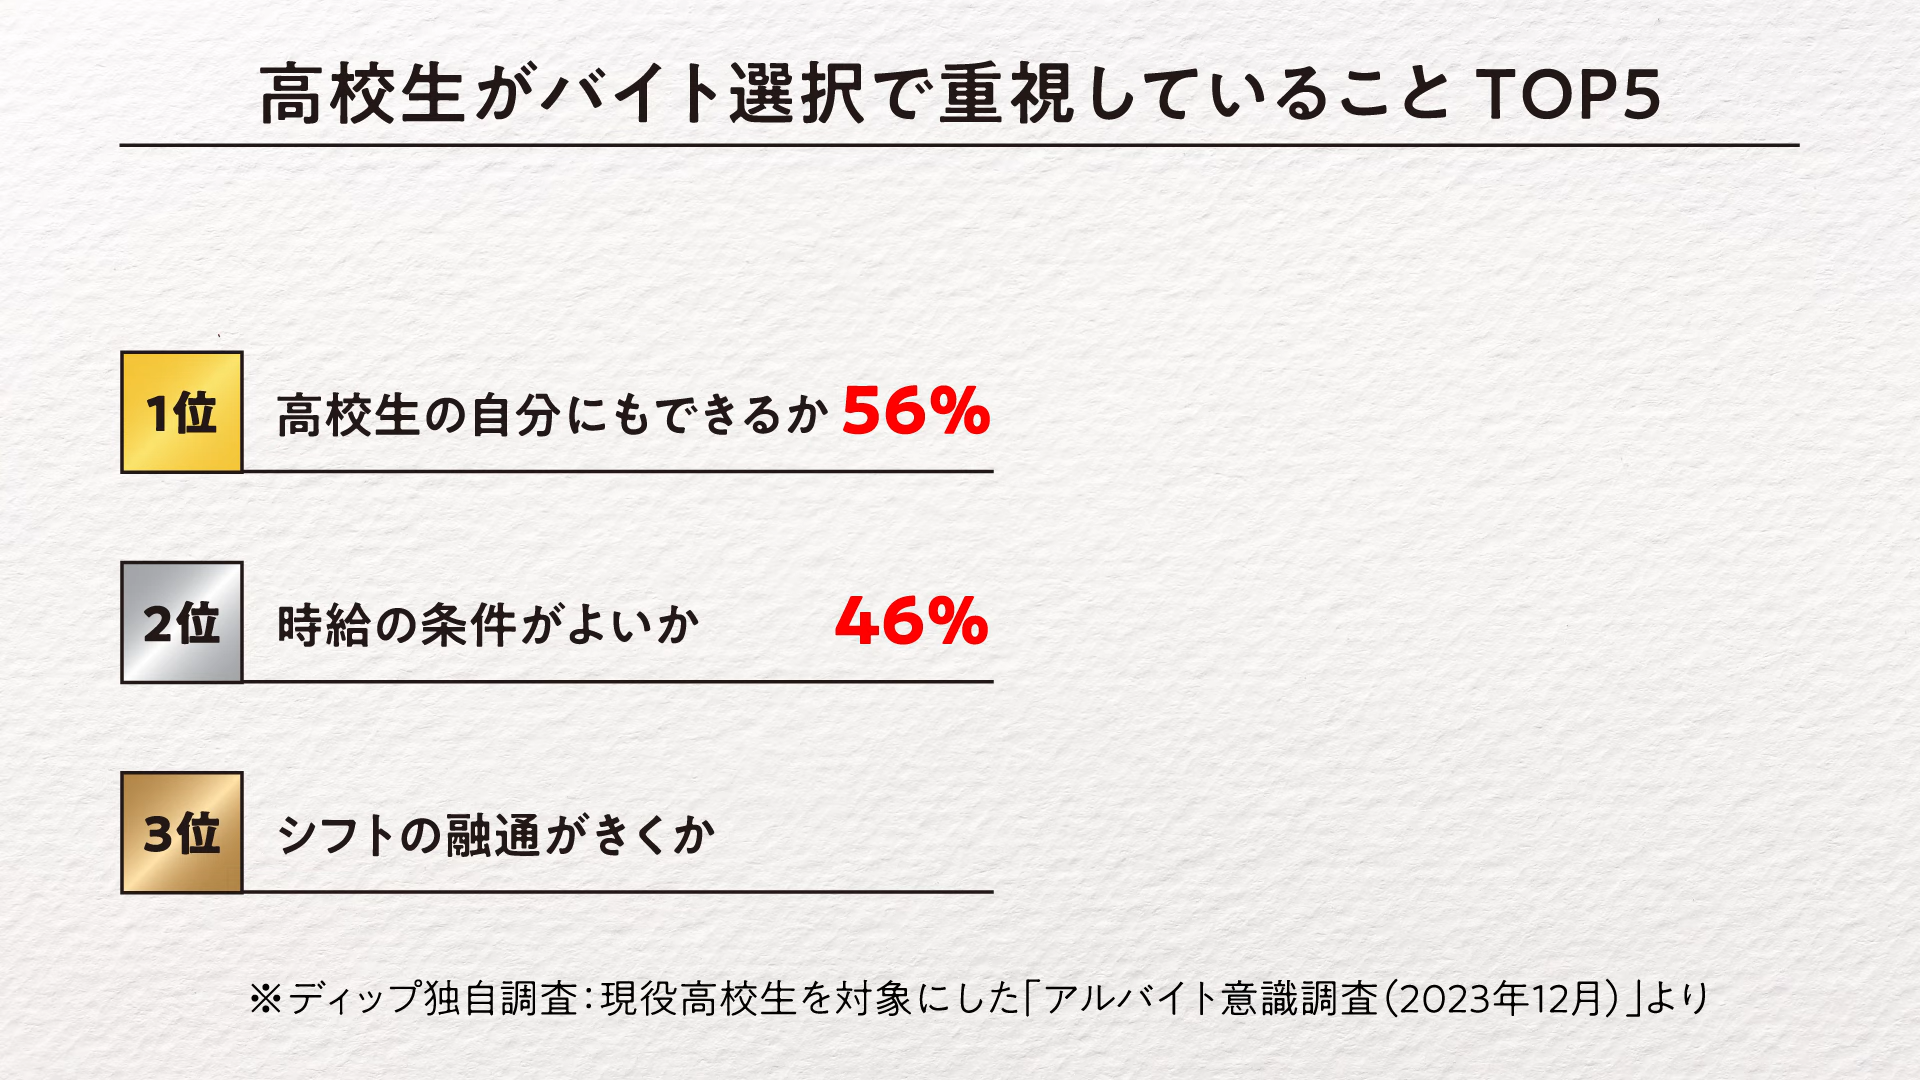 高校生がバイト選択で重視していること TOP5
1位 高校生の自分にもできるか 56%
2位 時給の条件がよいか 46%
3位 シフトの融通がきくか
※ディップ独自調査：現役高校生を対象にした「アルバイト意識調査（2023年12月）」より